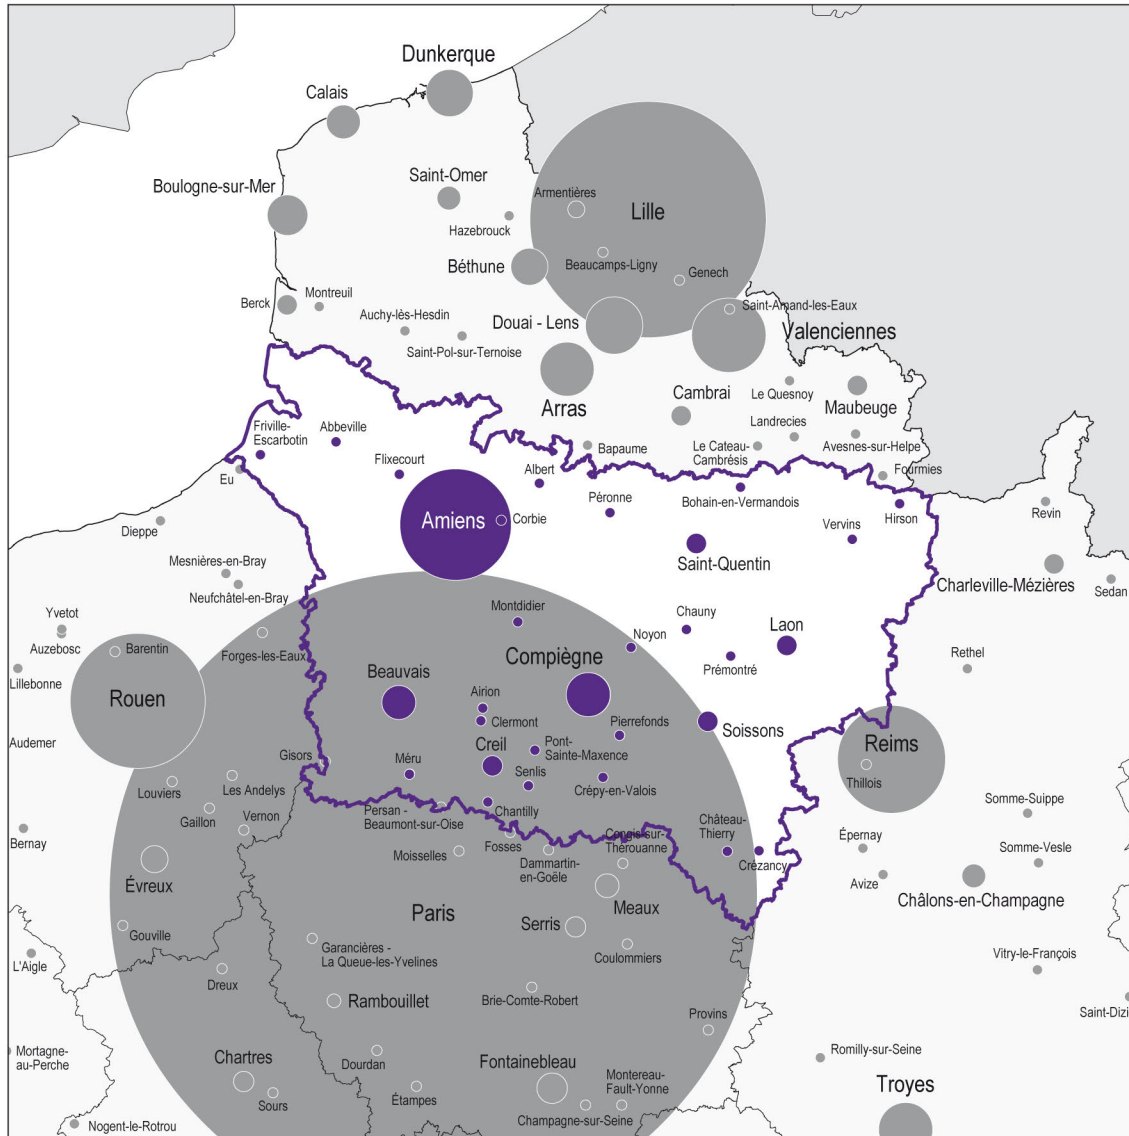 Dunkerque
Calais
Saint-Omer
Boulogne-sur-Mer
Armentières
Lille
Hazebrouck
Béthune
Beaucamps-Ligny
Genech
Berck
Montreuil
Auchy-lès-Hesdin
Saint-Pol-sur-Ternoise
Douai - Lens
Saint-Amand-les-Eaux
Valenciennes
Arras
Cambrai
Le Quesnoy
Maubeuge
Landrecies
Friville-
Escarbotin
Abbeville
Bapaume
Le Cateau-
Cambrésis
Avesnes-sur-Helpe
Flixecourt
Albert
Fourmies
Eu
Péronne
Bohain-en-Vermandois
Hirson
Revin
Dieppe
Amiens
Corbie
Vervins
Mesnières-en-Bray
Saint-Quentin
Charleville-Mézières
Sedan
Neufchâtel-en-Bray
Yvetot
Auzebosc
Montdidier
Chauny
Laon
Barentin
Forges-les-Eaux
Noyon
Prémontré
Rethel
Lillebonne
Compiègne
Beauvais
Rouen
Airion
Clermont
Pierrefonds
Soissons
Audemer
Creil
Pont-
Sainte-Maxence
Reims
Gisors
Méru
Senlis
Crépy-en-Valois
Thillois
Louviers
Les Andelys
Gaillon
Vernon
Persan -
Beaumont-sur-Oise
Chantilly
Château-
Thierry
Somme-Suippe
Bernay
Moisselles
Fosses
Congis-sur-
Thérouanne
Crézancy
Épernay
Somme-Vesle
Dammartin-
en-Goële
Évreux
Avize
Châlons-en-Champagne
Paris
Meaux
Serris
Gouville
Garancières -
La Queue-les-Yvelines
Coulommiers
Vitry-le-François
L'Aigle
Dreux
Rambouillet
Brie-Comte-Robert
Provins
Saint-Dizi
Mortagne-
au-Perche
Chartres
Dourdan
Fontainebleau
Romilly-sur-Seine
Sours
Étampes
Montereau-
Fault-Yonne
Troyes
Champagne-sur-Seine
Nogent-le-Rotrou